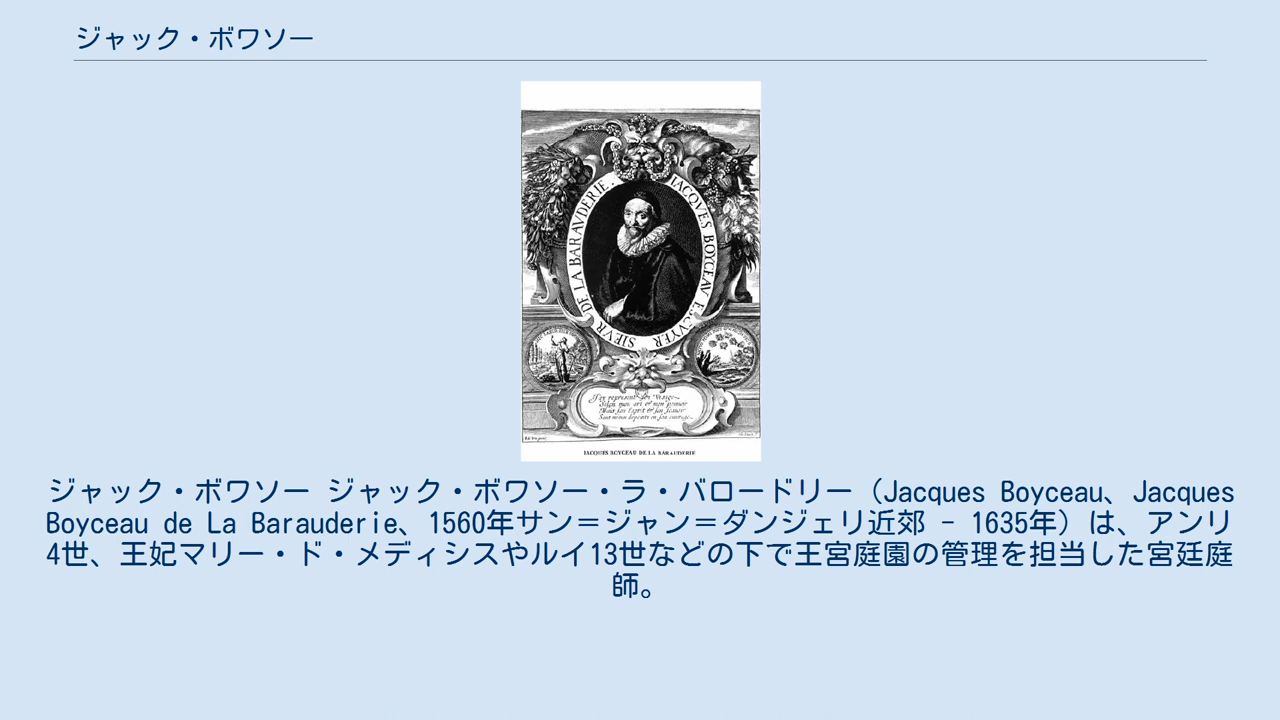 ジャック・ボワソー
DE LA BARAVDERIE.
IACQVES BOYCEAV
SIEVR
IACQUES BOYCEAU DE LA BARAUDERIE
ジャック・ボワソー ジャック・ボワソー・ラ・バロードリー（Jacques Boyceau、Jacques
Boyceau de La Barauderie、1560年サン＝ジャン＝ダンジェリ近郊 - 1635年）は、アンリ
4世、王妃マリー・ド・メディシスやルイ13世などの下で王宮庭園の管理を担当した宮廷庭
師。